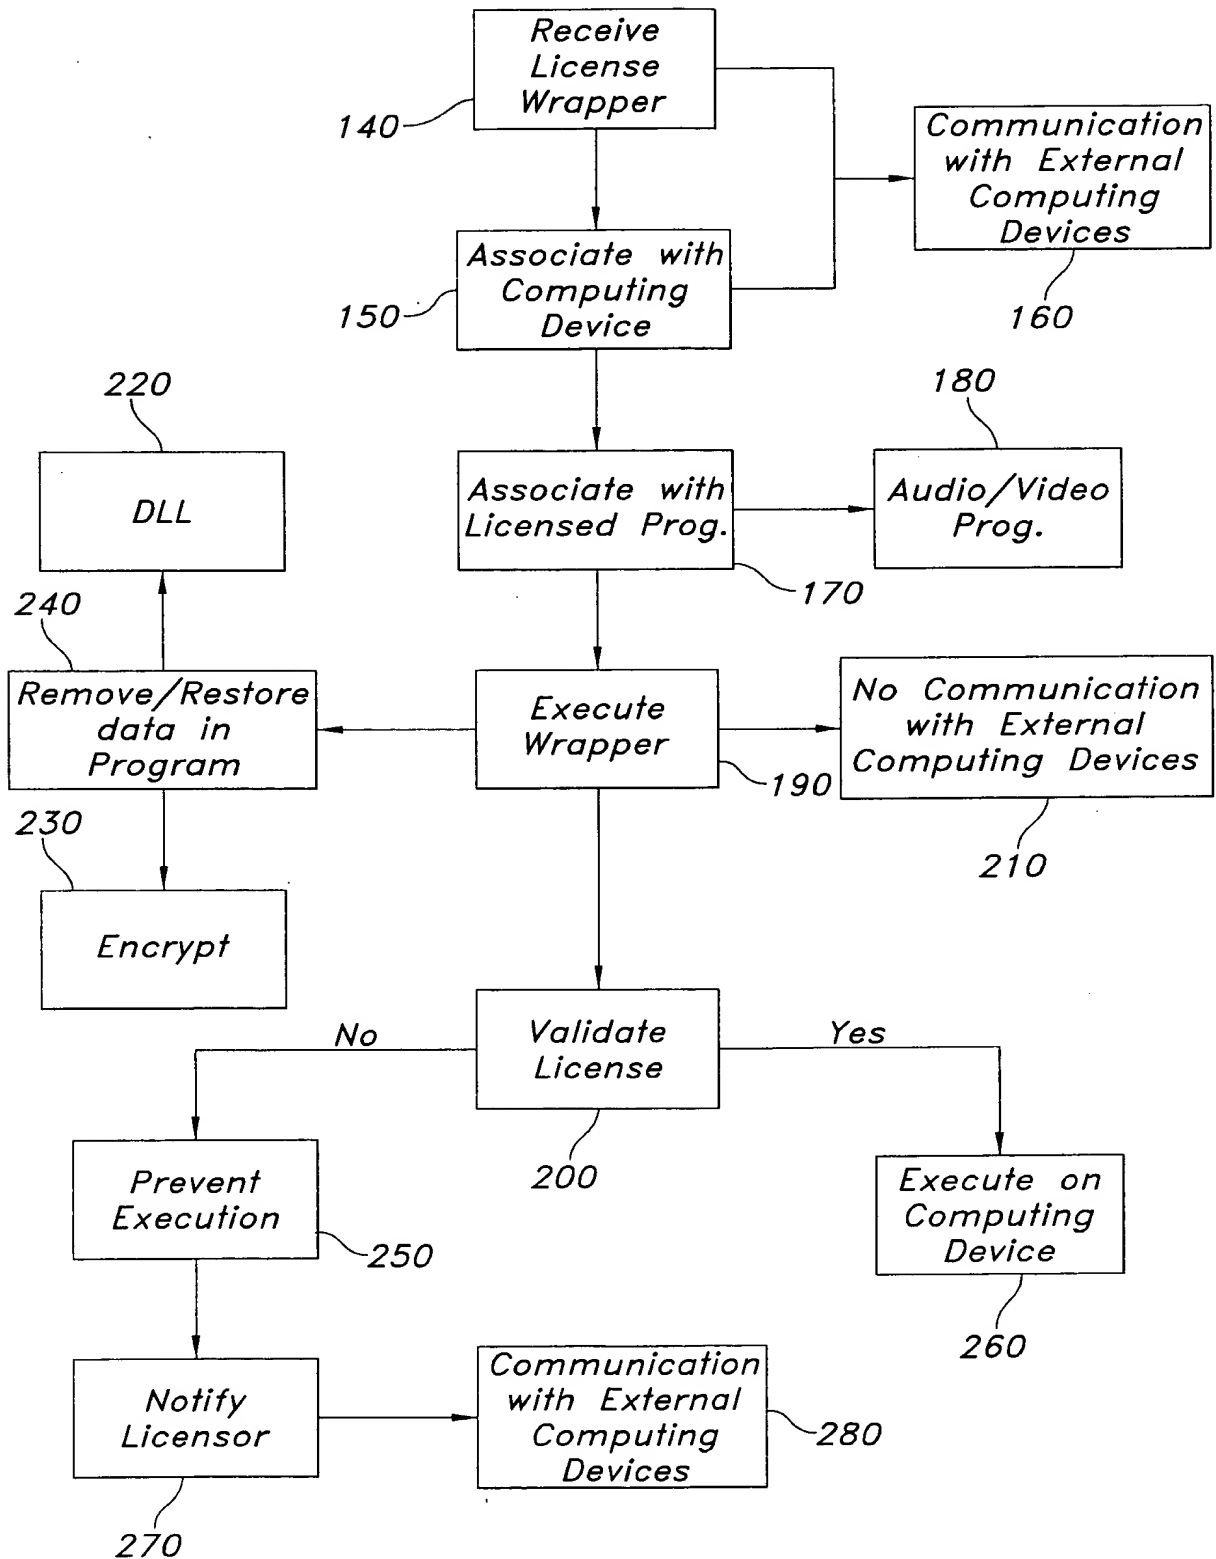 Receive
License
Wrapper
140
Communication
with External
Computing
Devices
160
Associate with
Computing
Device
150
220
DLL
180
Associate with
Licensed Prog.
170
Audio/Video
Prog.
240
Remove/Restore
data in
Program
Execute
Wrapper
190
No Communication
with External
Computing Devices
210
230
Encrypt
No
Validate
License
Yes
200
Prevent
Execution
250
Execute on
Computing
Device
260
Notify
Licensor
270
Communication
with External
Computing
Devices
280